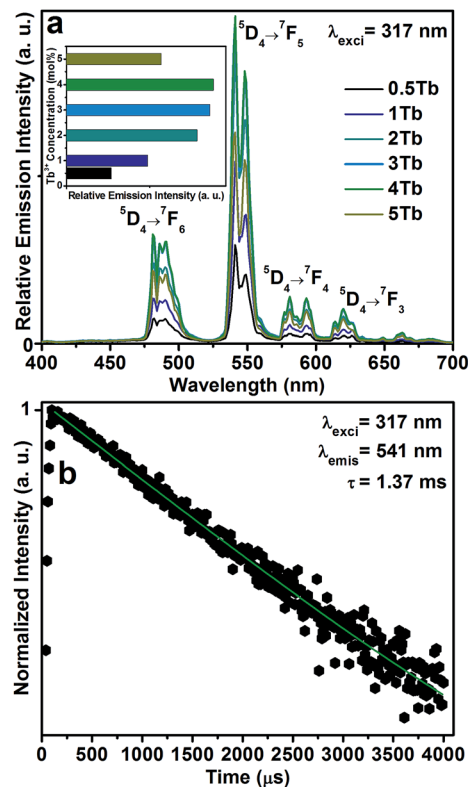 a
⁵D₄→⁷F₅
λexci = 317 nm
0.5Tb
1Tb
2Tb
3Tb
4Tb
5Tb
Tb³⁺ Concentration (mol%)
5
4
3
2
1
0
Relative Emission Intensity (a. u.)
⁵D₄→⁷F₆
⁵D₄→⁷F₄
⁵D₄→⁷F₃
Relative Emission Intensity (a. u.)
0
400 450 500 550 600 650 700
Wavelength (nm)
1
b
λexci = 317 nm
λemis = 541 nm
τ = 1.37 ms
Normalized Intensity (a. u.)
0 500 1000 1500 2000 2500 3000 3500 4000
Time (μs)